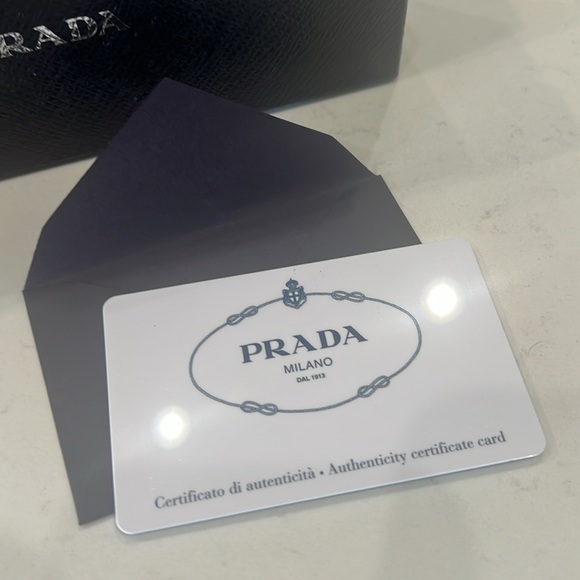 PRADA
PRADA
MILANO
DAL 1913
Certificato di autenticità • Authenticity certificate card